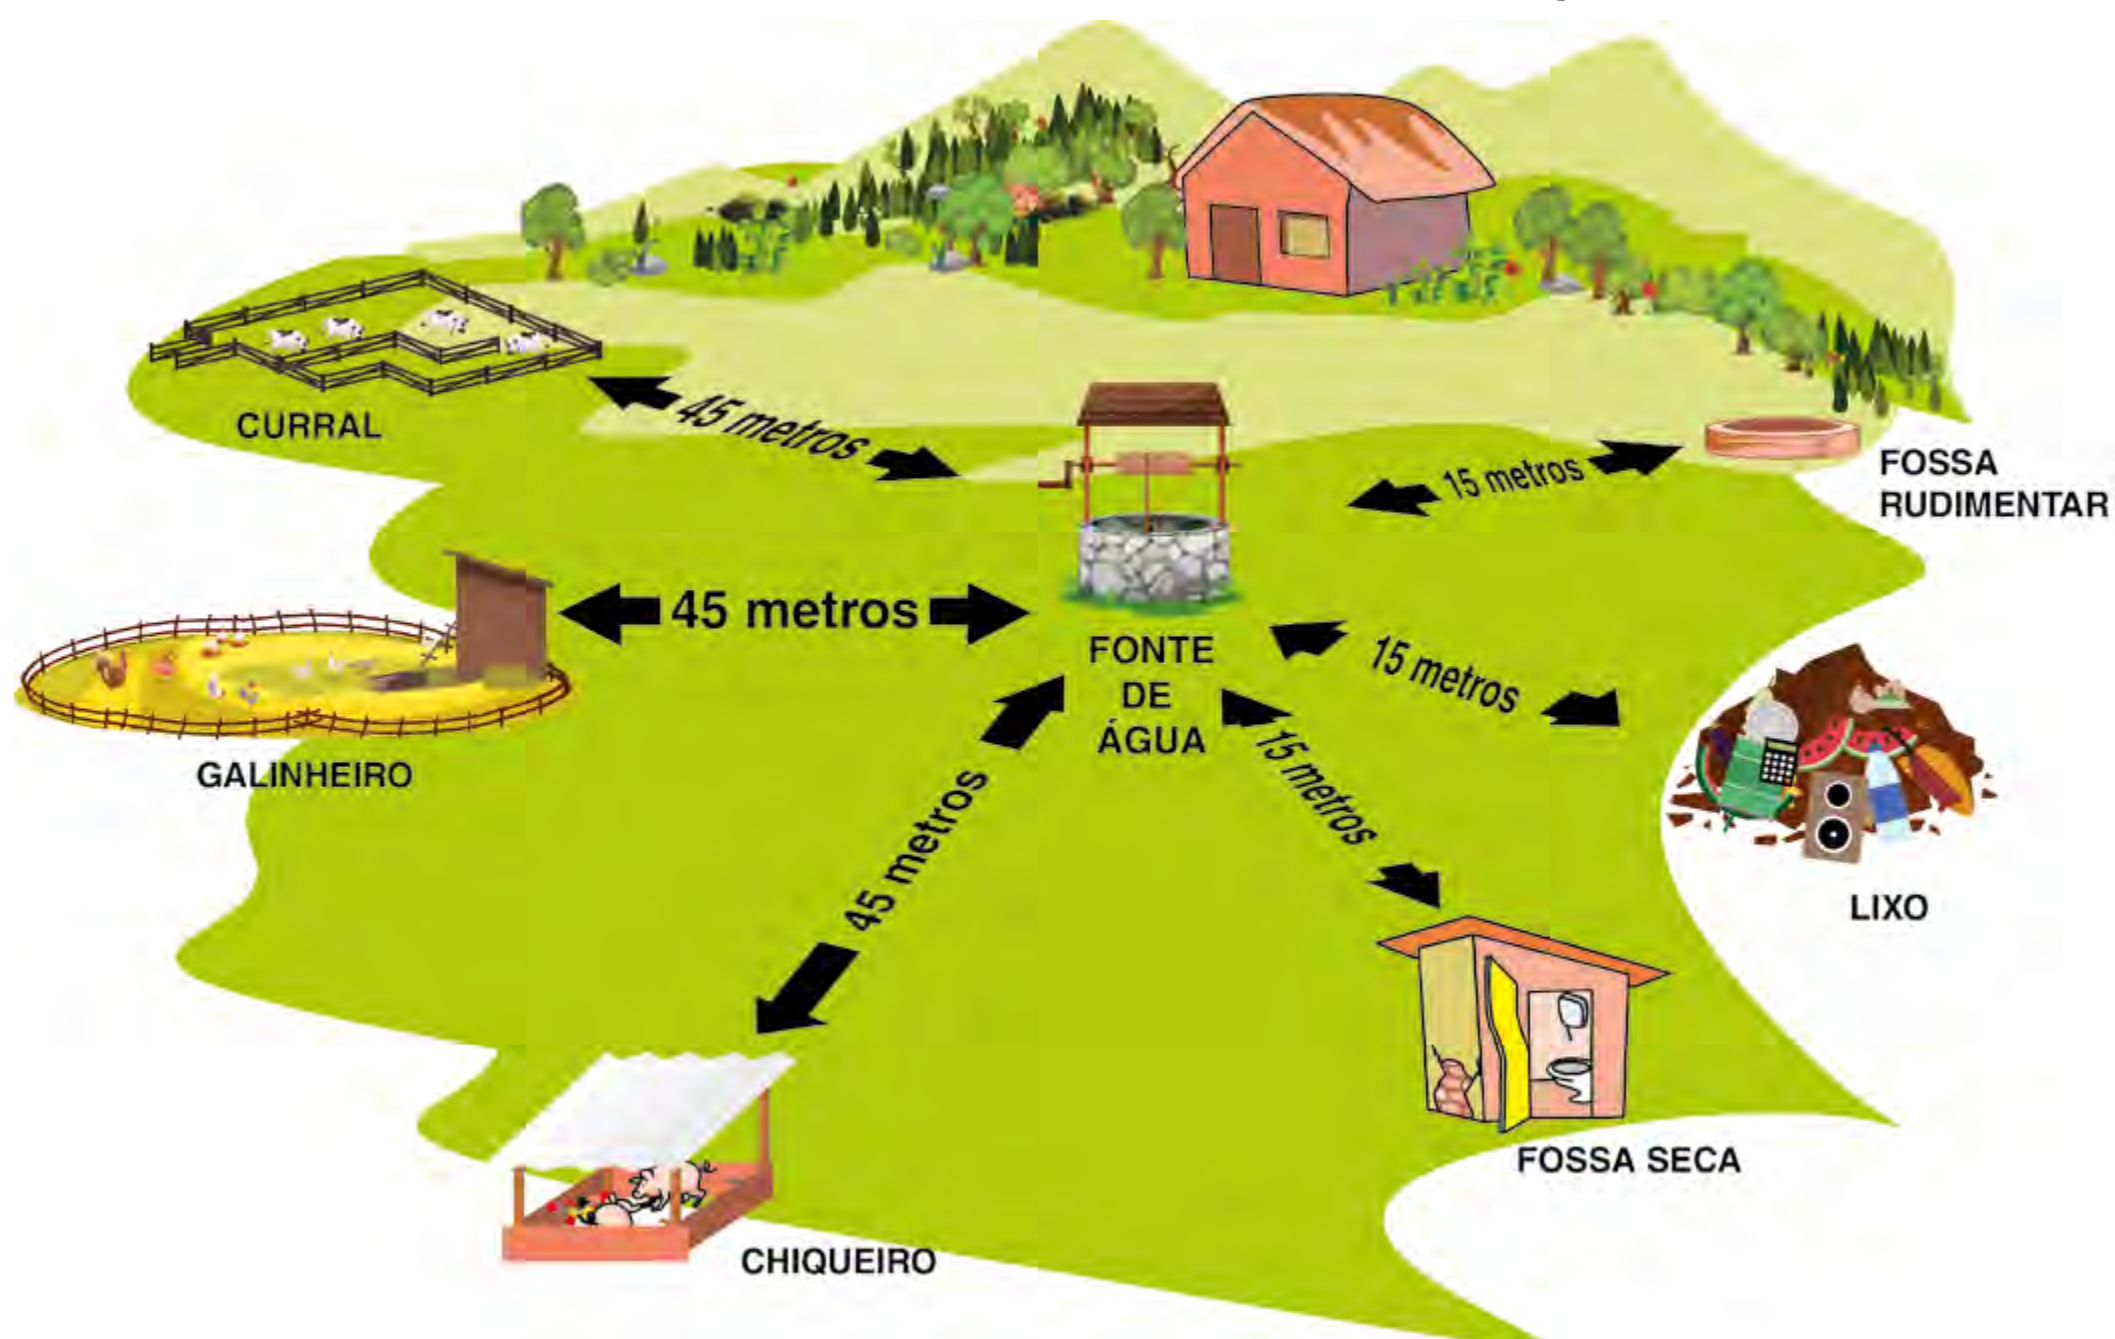 CURRAL
45 metros
15 metros
FOSSA
RUDIMENTAR
45 metros
FONTE
DE
ÁGUA
15 metros
GALINHEIRO
45 metros
15 metros
LIXO
FOSSA SECA
CHIQUEIRO